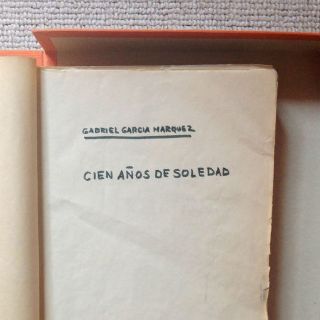 GABRIEL GARCIA MARQUEZ
CIEN AÑOS DE SOLEDAD